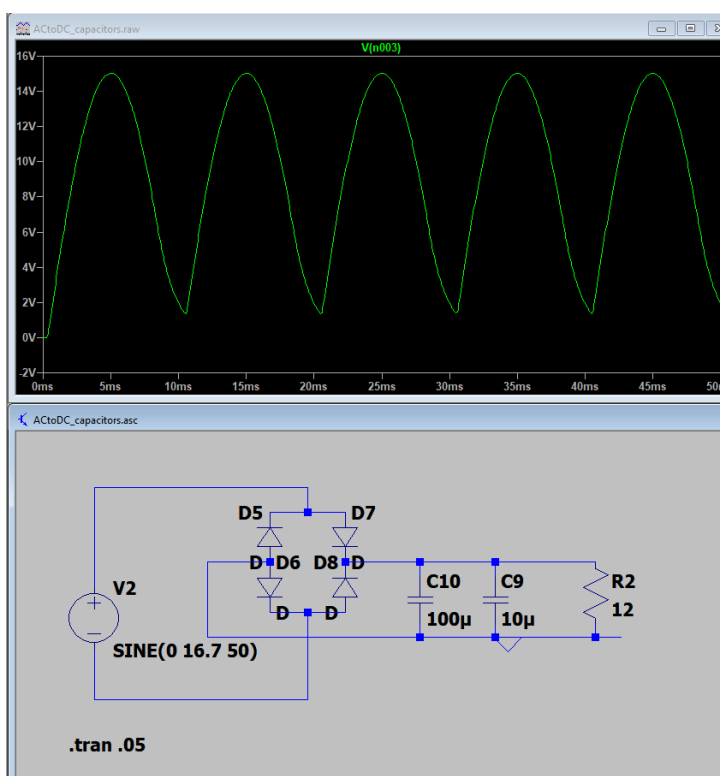 ACtoDC_capacitors.raw
V(n003)
16V
14V
12V
10V
8V
6V
4V
2V
0V
-2V
0ms 5ms 10ms 15ms 20ms 25ms 30ms 35ms 40ms 45ms 50
ACtoDC_capacitors.asc
D5 D7
D D6 D8 D
V2 C10 C9 R2
D D 100µ 10µ 12
SINE(0 16.7 50)
.tran .05